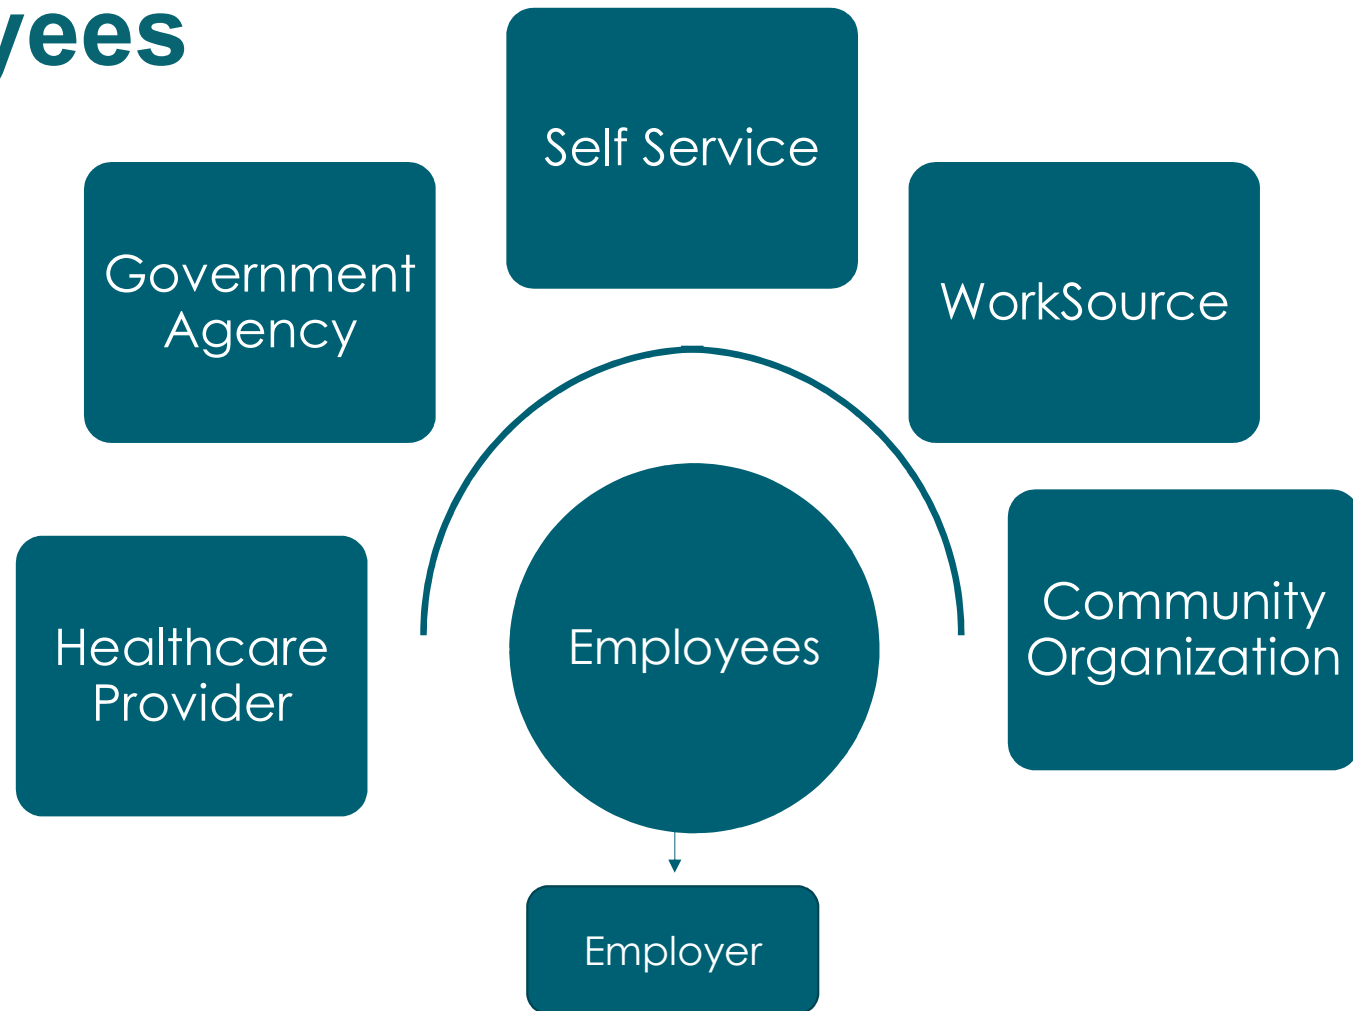 yees
Self Service
Government
Agency
WorkSource
Healthcare
Provider
Employees
Community
Organization
Employer